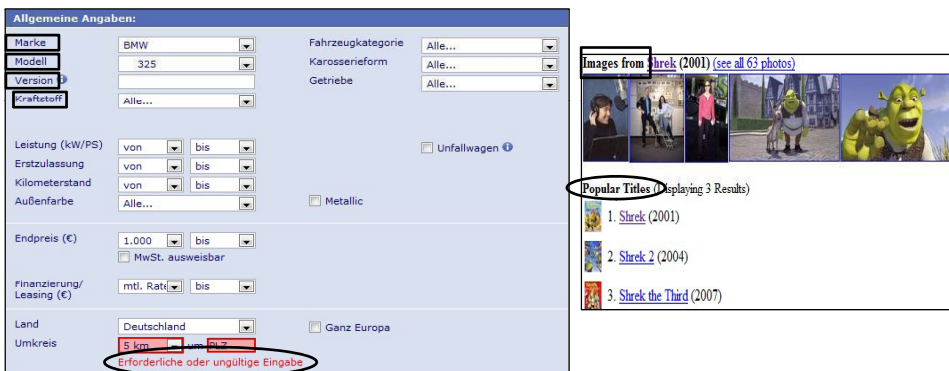 Allgemeine Angaben:
Marke BMW Fahrzeugkategorie Alle...
Modell 325 Karosserieform Alle...
Version Getriebe Alle...
Kraftstoff Alle...
Leistung (kW/PS) von bis Unfallwagen
Erstzulassung von bis
Kilometerstand von bis
Außenfarbe Alle... Metallic
Endpreis (€) 1.000 bis
MwSt. ausweisbar
Finanzierung/ mtl. Rate bis
Leasing (€)
Land Deutschland Ganz Europa
Umkreis 5 km um PLZ
Erforderliche oder ungültige Eingabe
Images from Shrek (2001) (see all 63 photos)
Popular Titles (Displaying 3 Results)
1. Shrek (2001)
2. Shrek 2 (2004)
3. Shrek the Third (2007)